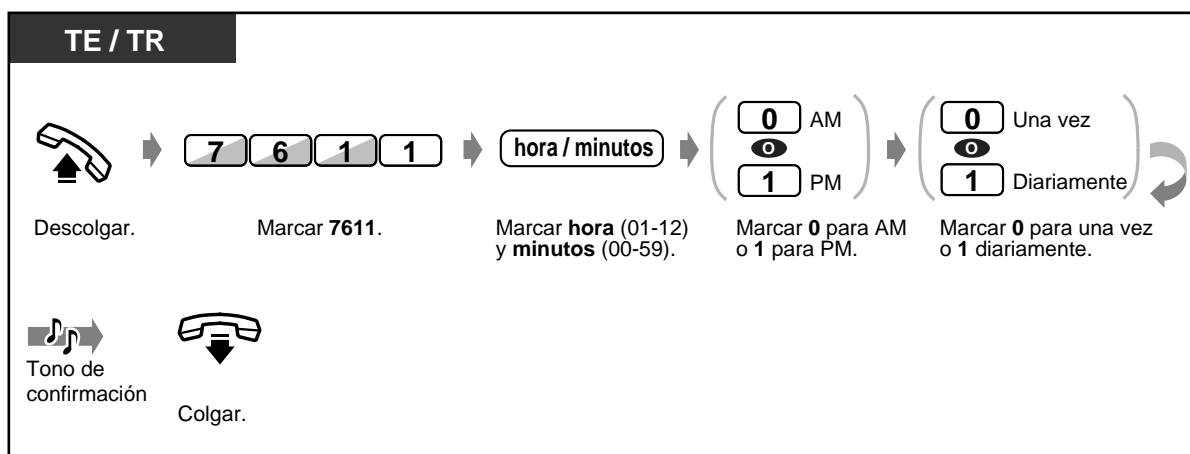 TE / TR
7 6 1 1
hora / minutos
0 AM
O
1 PM
0 Una vez
O
1 Diariamente
Descolgar.
Marcar 7611.
Marcar hora (01-12)
y minutos (00-59).
Marcar 0 para AM
o 1 para PM.
Marcar 0 para una vez
o 1 diariamente.
Tono de
confirmación
Colgar.